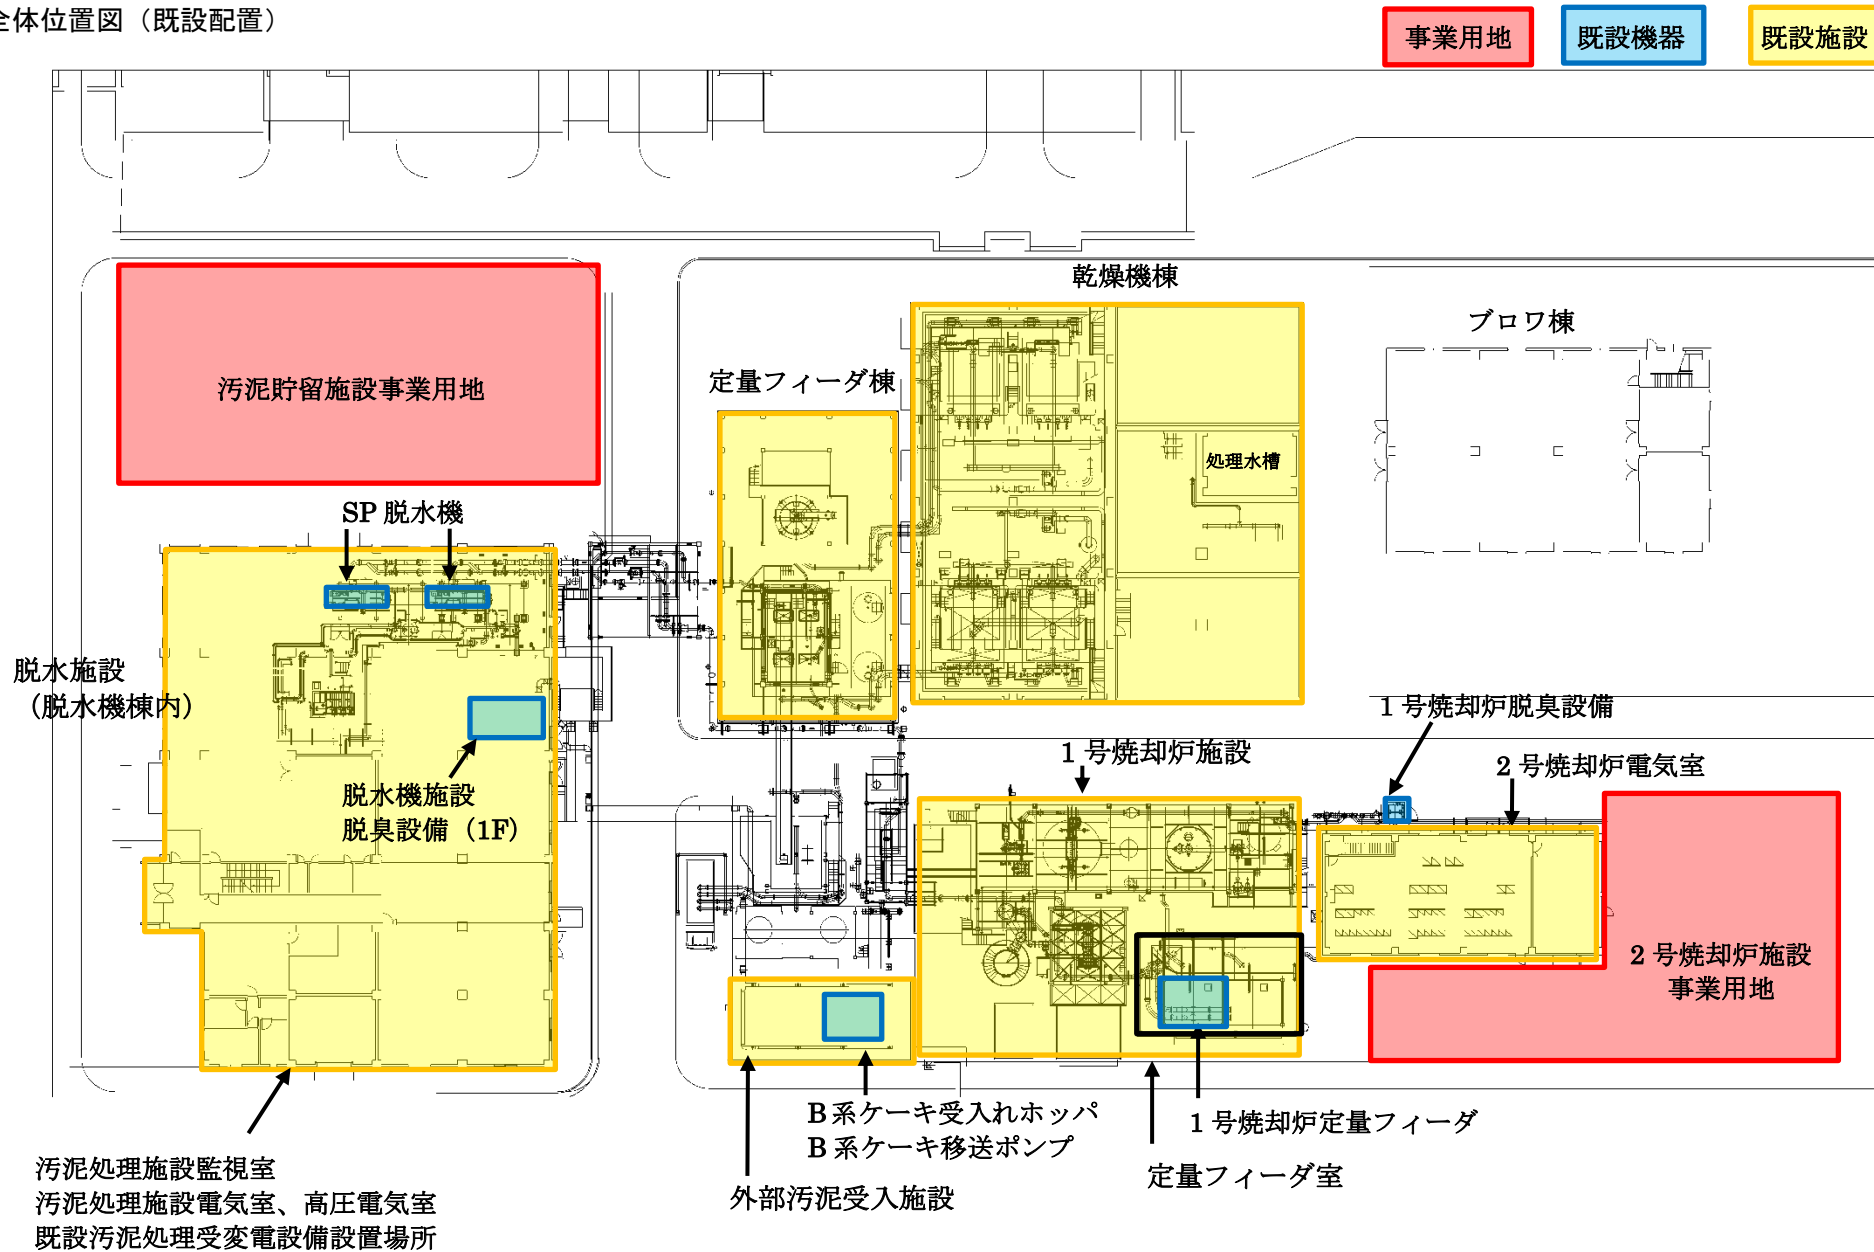 全体位置図（既設配置）
事業用地
既設機器
既設施設
乾燥機棟
ブロワ棟
定量フィーダ棟
汚泥貯留施設事業用地
処理水槽
SP 脱水機
脱水施設
（脱水機棟内）
1 号焼却炉脱臭設備
1 号焼却炉施設
2 号焼却炉電気室
脱水機施設
脱臭設備（1F）
2 号焼却炉施設
事業用地
B 系ケーキ受入れホッパ
B 系ケーキ移送ポンプ
1 号焼却炉定量フィーダ
定量フィーダ室
外部汚泥受入施設
汚泥処理施設監視室
汚泥処理施設電気室、高圧電気室
既設汚泥処理受変電設備設置場所